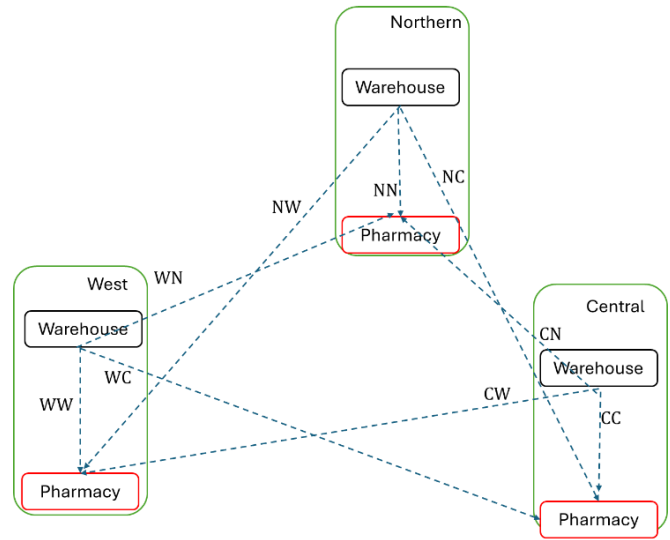 Northern
Warehouse
NN
NC
NW
Pharmacy
West
WN
Warehouse
WC
WW
Pharmacy
Central
CN
Warehouse
CW
CC
Pharmacy